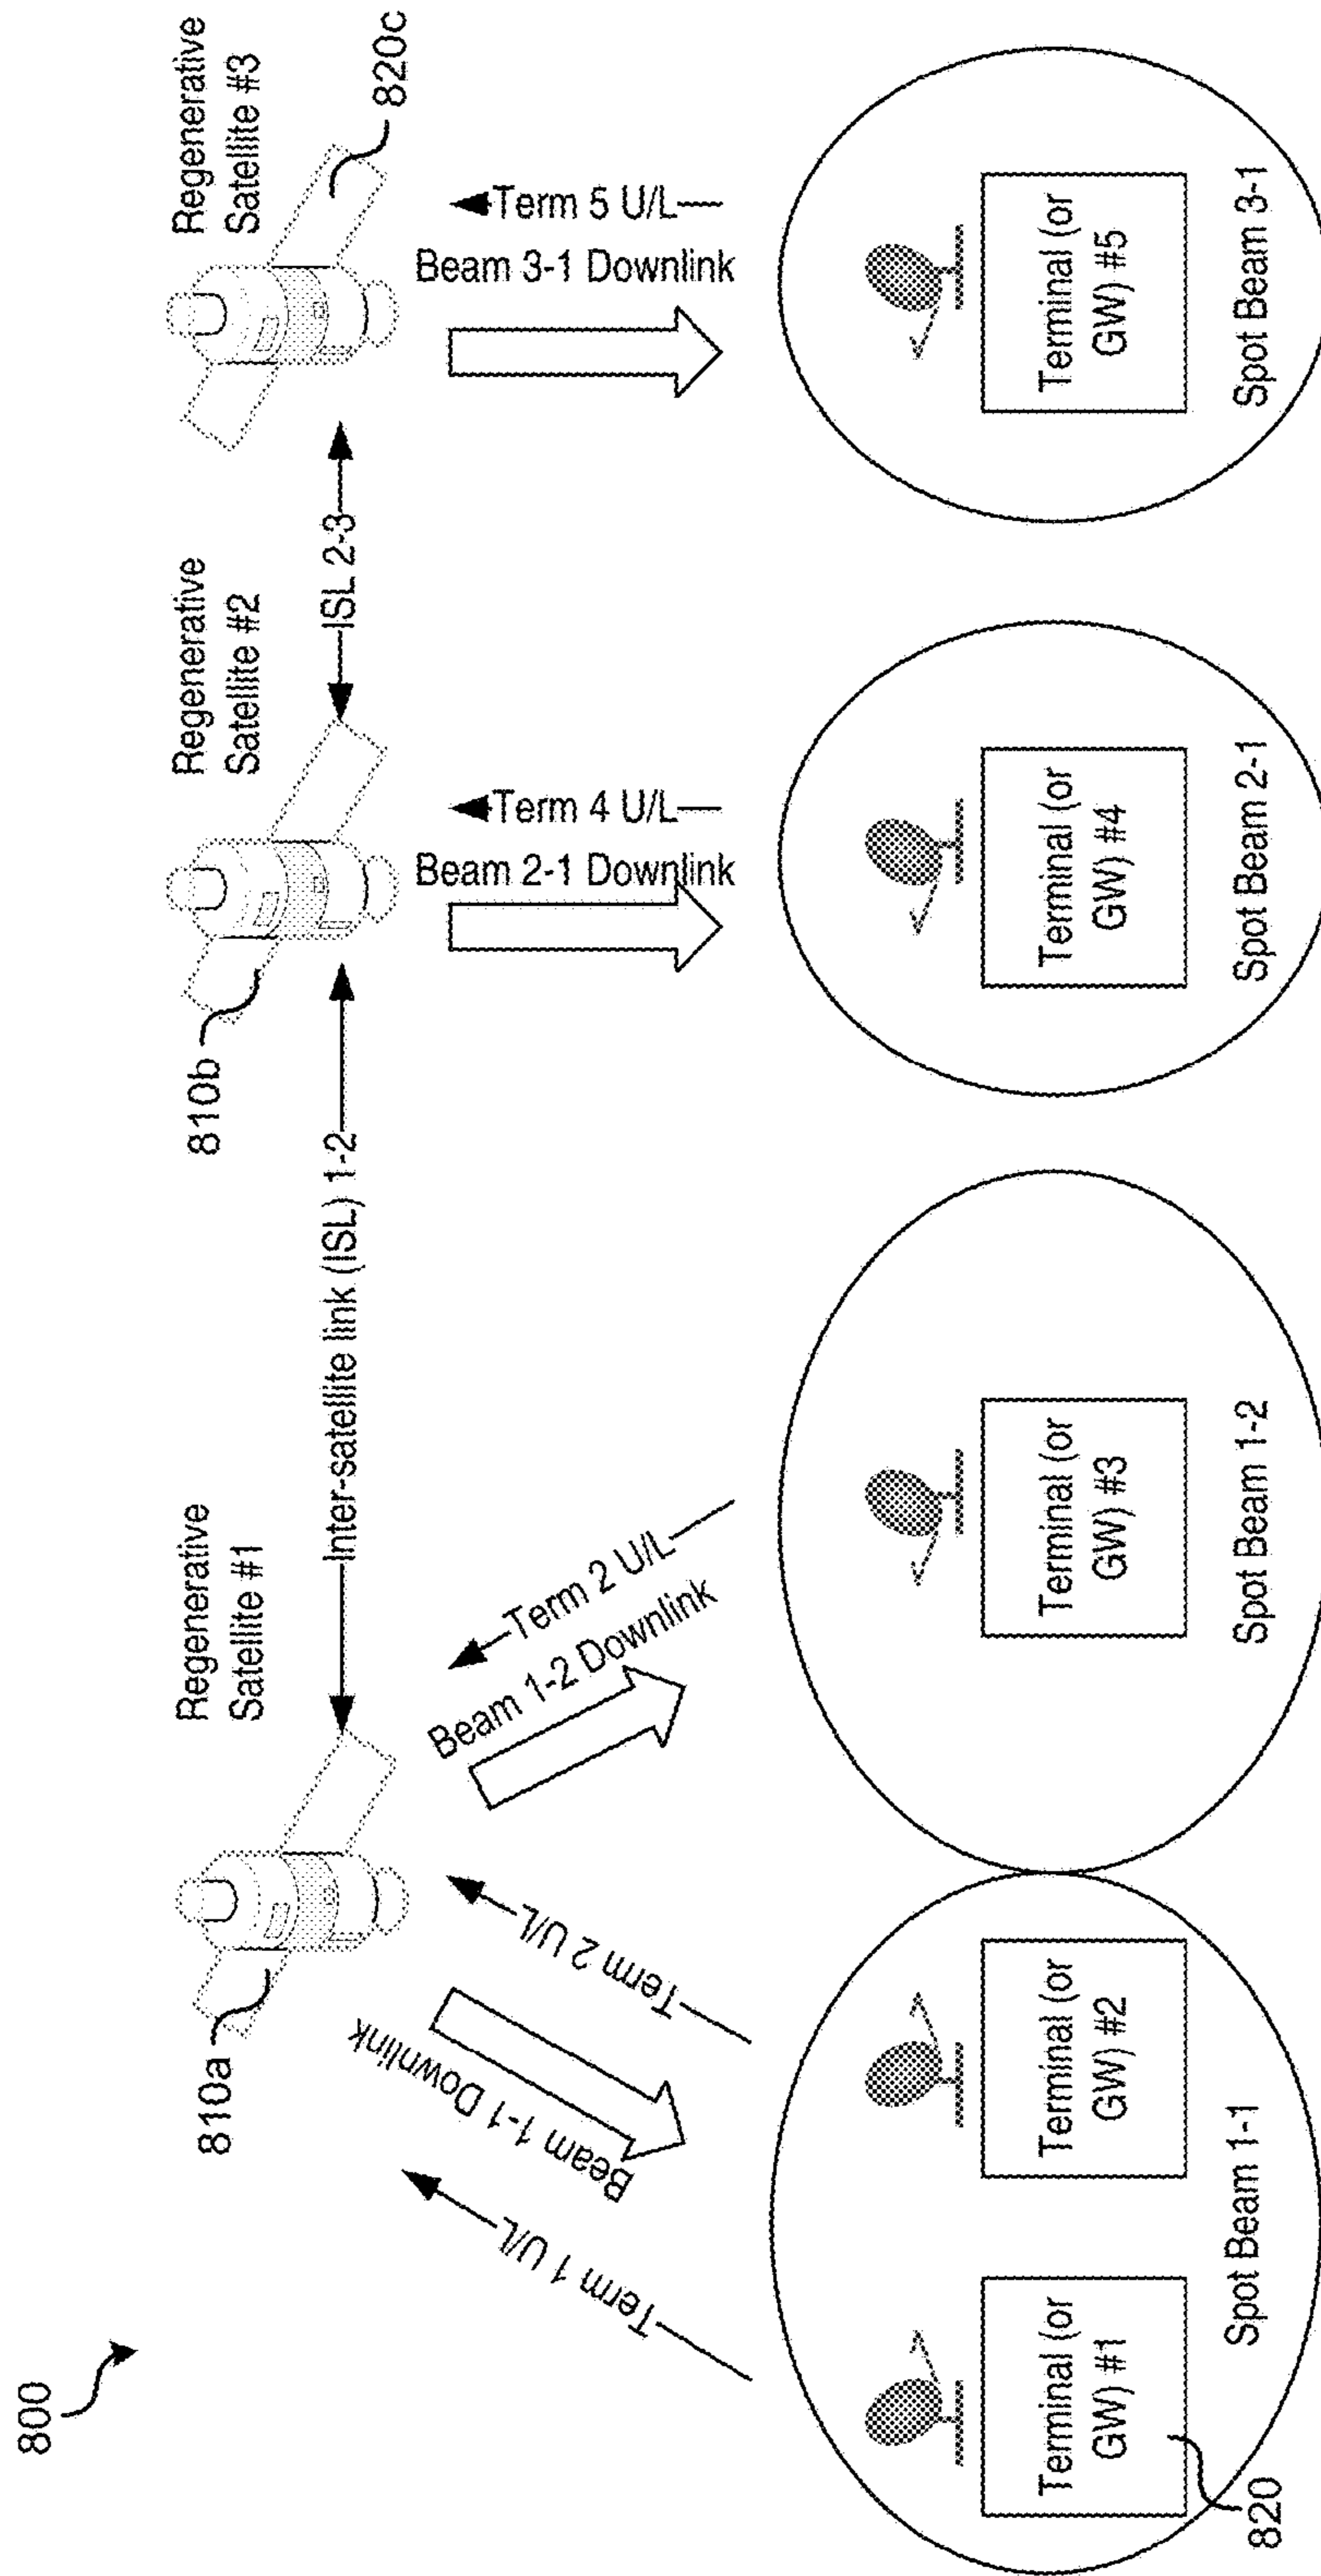 800
Regenerative
Satellite #1
Regenerative
Satellite #2
Regenerative
Satellite #3
810a
810b
820c
Inter-satellite link (ISL) 1-2
ISL 2-3
Term 1 U/L
Beam 1-1 Downlink
Term 2 U/L
Beam 1-2 Downlink
Term 2 U/L
Term 4 U/L
Beam 2-1 Downlink
Term 5 U/L
Beam 3-1 Downlink
Terminal (or
GW) #1
Terminal (or
GW) #2
Terminal (or
GW) #3
Terminal (or
GW) #4
Terminal (or
GW) #5
Spot Beam 1-1
Spot Beam 1-2
Spot Beam 2-1
Spot Beam 3-1
820